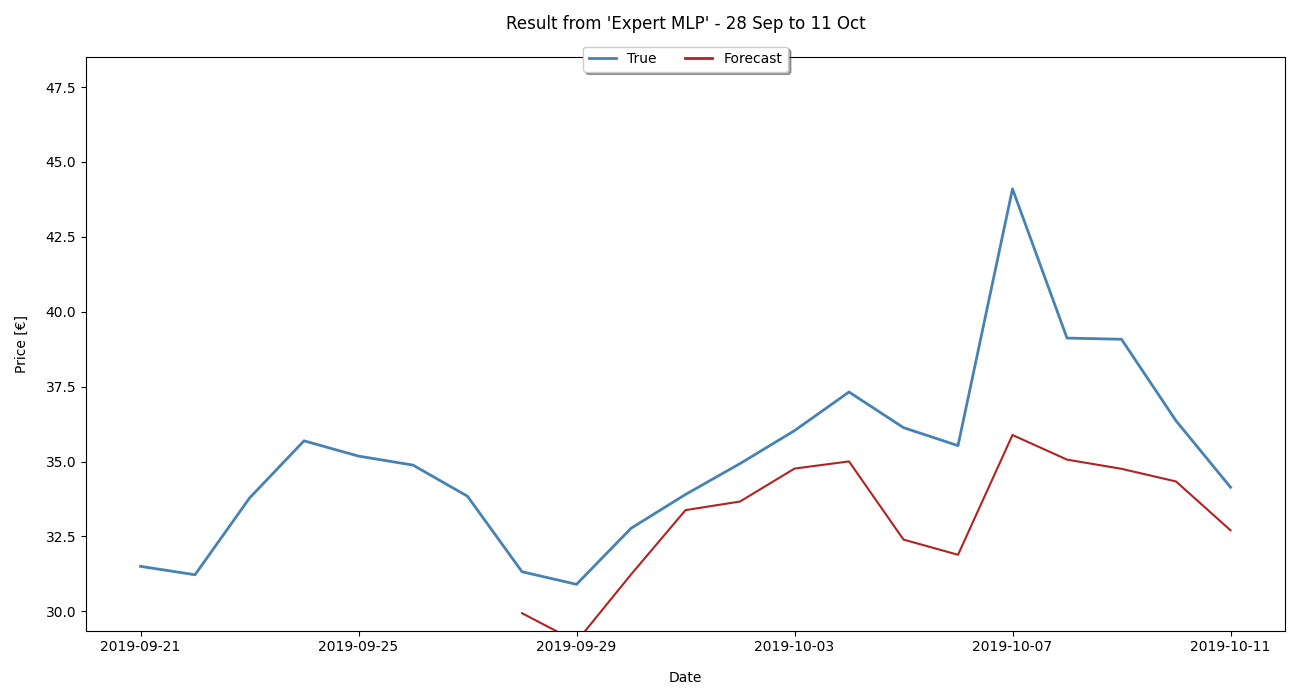 Result from 'Expert MLP' - 28 Sep to 11 Oct
True Forecast
47.5
45.0
42.5
40.0
37.5
35.0
32.5
30.0
Price [€]
2019-09-21 2019-09-25 2019-09-29 2019-10-03 2019-10-07 2019-10-11
Date